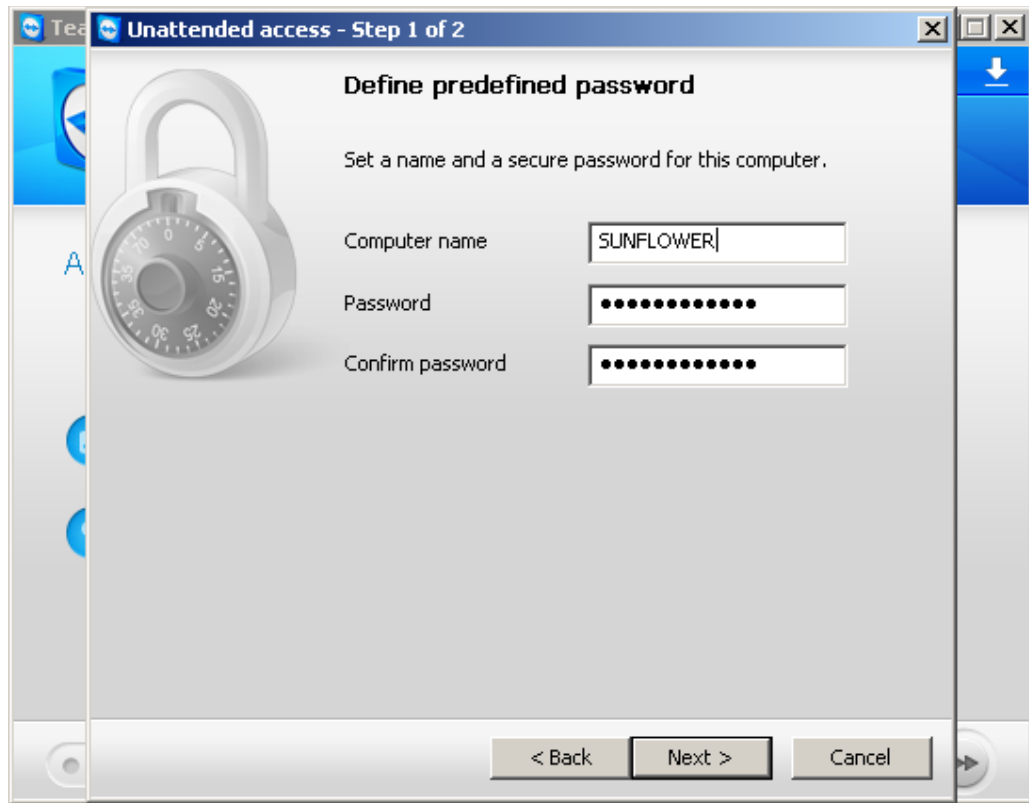 Tea
Unattended access - Step 1 of 2
Define predefined password
Set a name and a secure password for this computer.
Computer name
SUNFLOWER
Password
●●●●●●●●●●●●
Confirm password
●●●●●●●●●●●●
A
< Back
Next >
Cancel